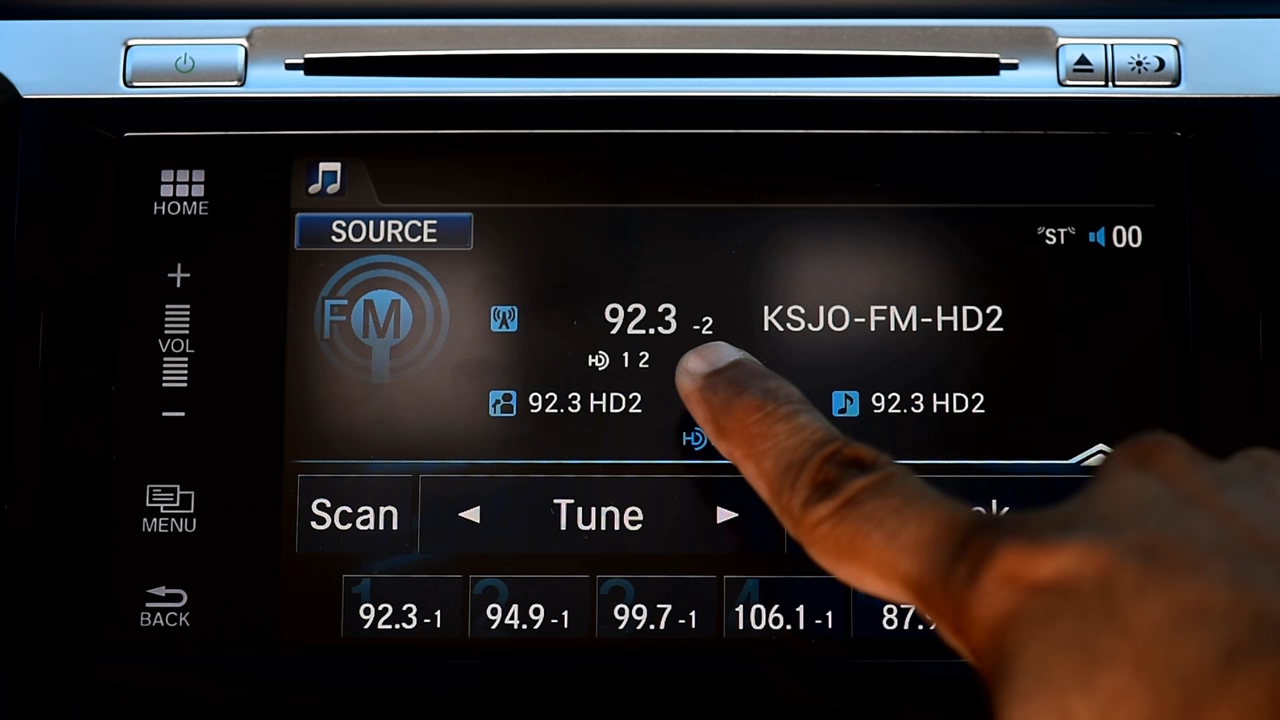 HOME
SOURCE
"ST" 00
FM
92.3 -2 KSJO-FM-HD2
HD 1 2
VOL
92.3 HD2 92.3 HD2
HD
Scan Tune
MENU
1 2 3 4
92.3-1 94.9-1 99.7-1 106.1-1
BACK